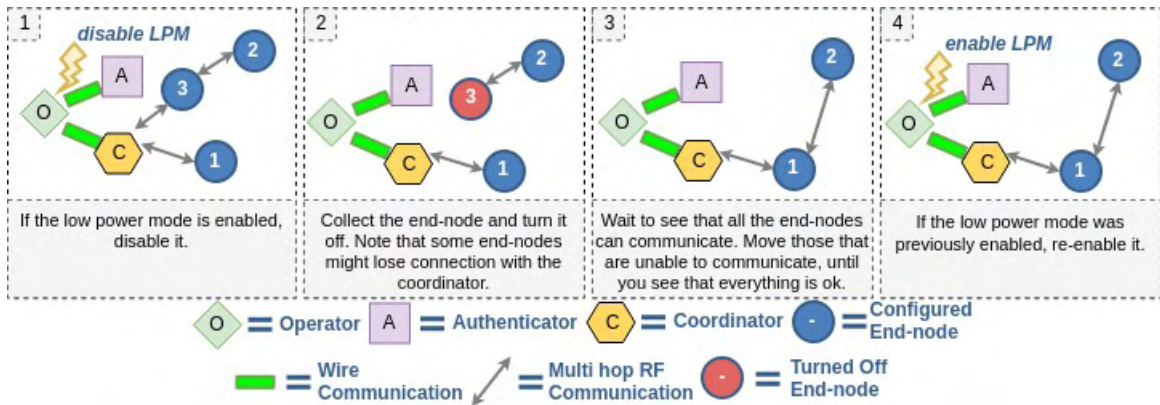 1
disable LPM
2
A
3
O
C
1
If the low power mode is enabled,
disable it.
2
2
A
3
O
C
1
Collect the end-node and turn it
off. Note that some end-nodes
might lose connection with the
coordinator.
3
2
A
O
C
1
Wait to see that all the end-nodes
can communicate. Move those that
are unable to communicate, until
you see that everything is ok.
4
enable LPM
2
A
O
C
1
If the low power mode was
previously enabled, re-enable it.
O = Operator A = Authenticator C = Coordinator - = Configured
End-node
= Wire
Communication
= Multi hop RF
Communication
- = Turned Off
End-node